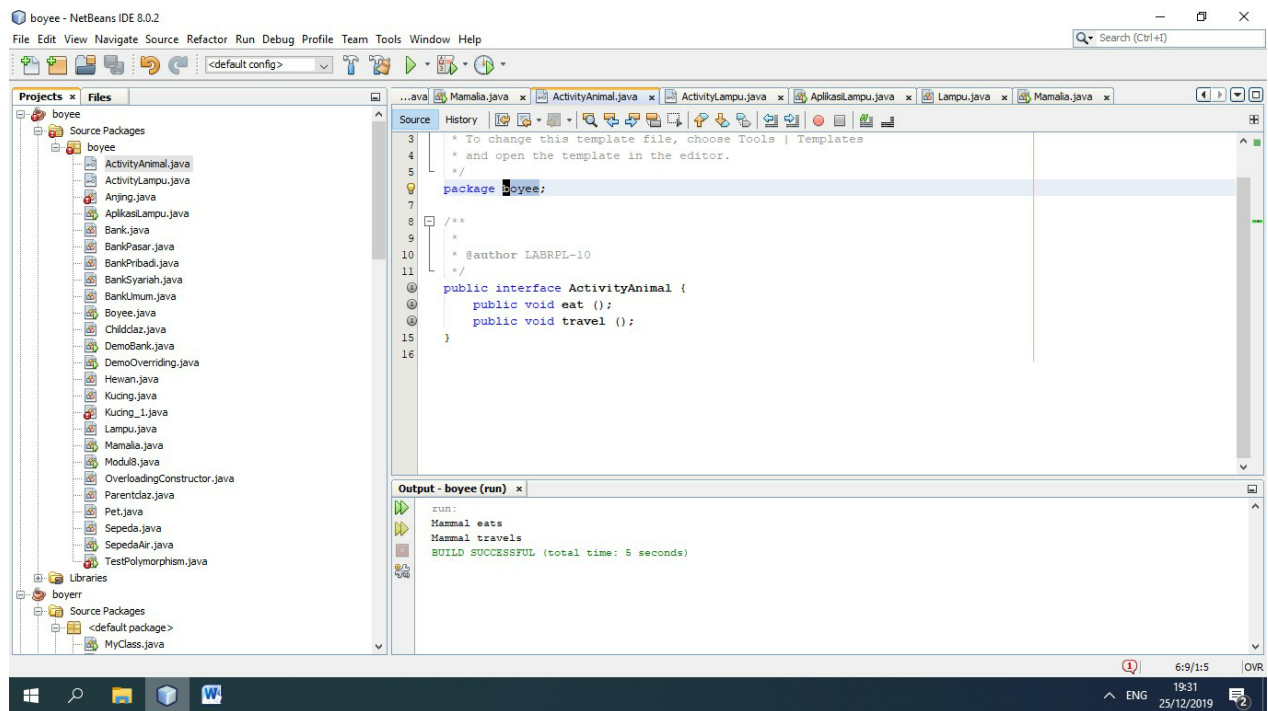 boyee - NetBeans IDE 8.0.2
File Edit View Navigate Source Refactor Run Debug Profile Team Tools Window Help
Search (Ctrl+I)
<default config>
Projects Files
...ava Mamalia.java ActivityAnimal.java ActivityLampu.java AplikasiLampu.java Lampu.java Mamalia.java
Source History
boyee
Source Packages
boyee
ActivityAnimal.java
ActivityLampu.java
Anjing.java
AplikasiLampu.java
Bank.java
BankPasar.java
BankPribadi.java
BankSyariah.java
BankUmum.java
Boyee.java
Childclaz.java
DemoBank.java
DemoOverriding.java
Hewan.java
Kucing.java
Kucing_1.java
Lampu.java
Mamalia.java
Modul8.java
OverloadingConstructor.java
Parentclaz.java
Pet.java
Sepeda.java
SepedaAir.java
TestPolymorphism.java
Libraries
boyerr
Source Packages
<default package>
MyClass.java
3 * To change this template file, choose Tools | Templates
4 * and open the template in the editor.
5 */
package boyee;
7
8 /**
9 *
10 * @author LABRPL-10
11 */
public interface ActivityAnimal {
public void eat ();
public void travel ();
15 }
16
Output - boyee (run)
run:
Mammal eats
Mammal travels
BUILD SUCCESSFUL (total time: 5 seconds)
1 6:9/1:5 OVR
ENG 19:31
25/12/2019 2